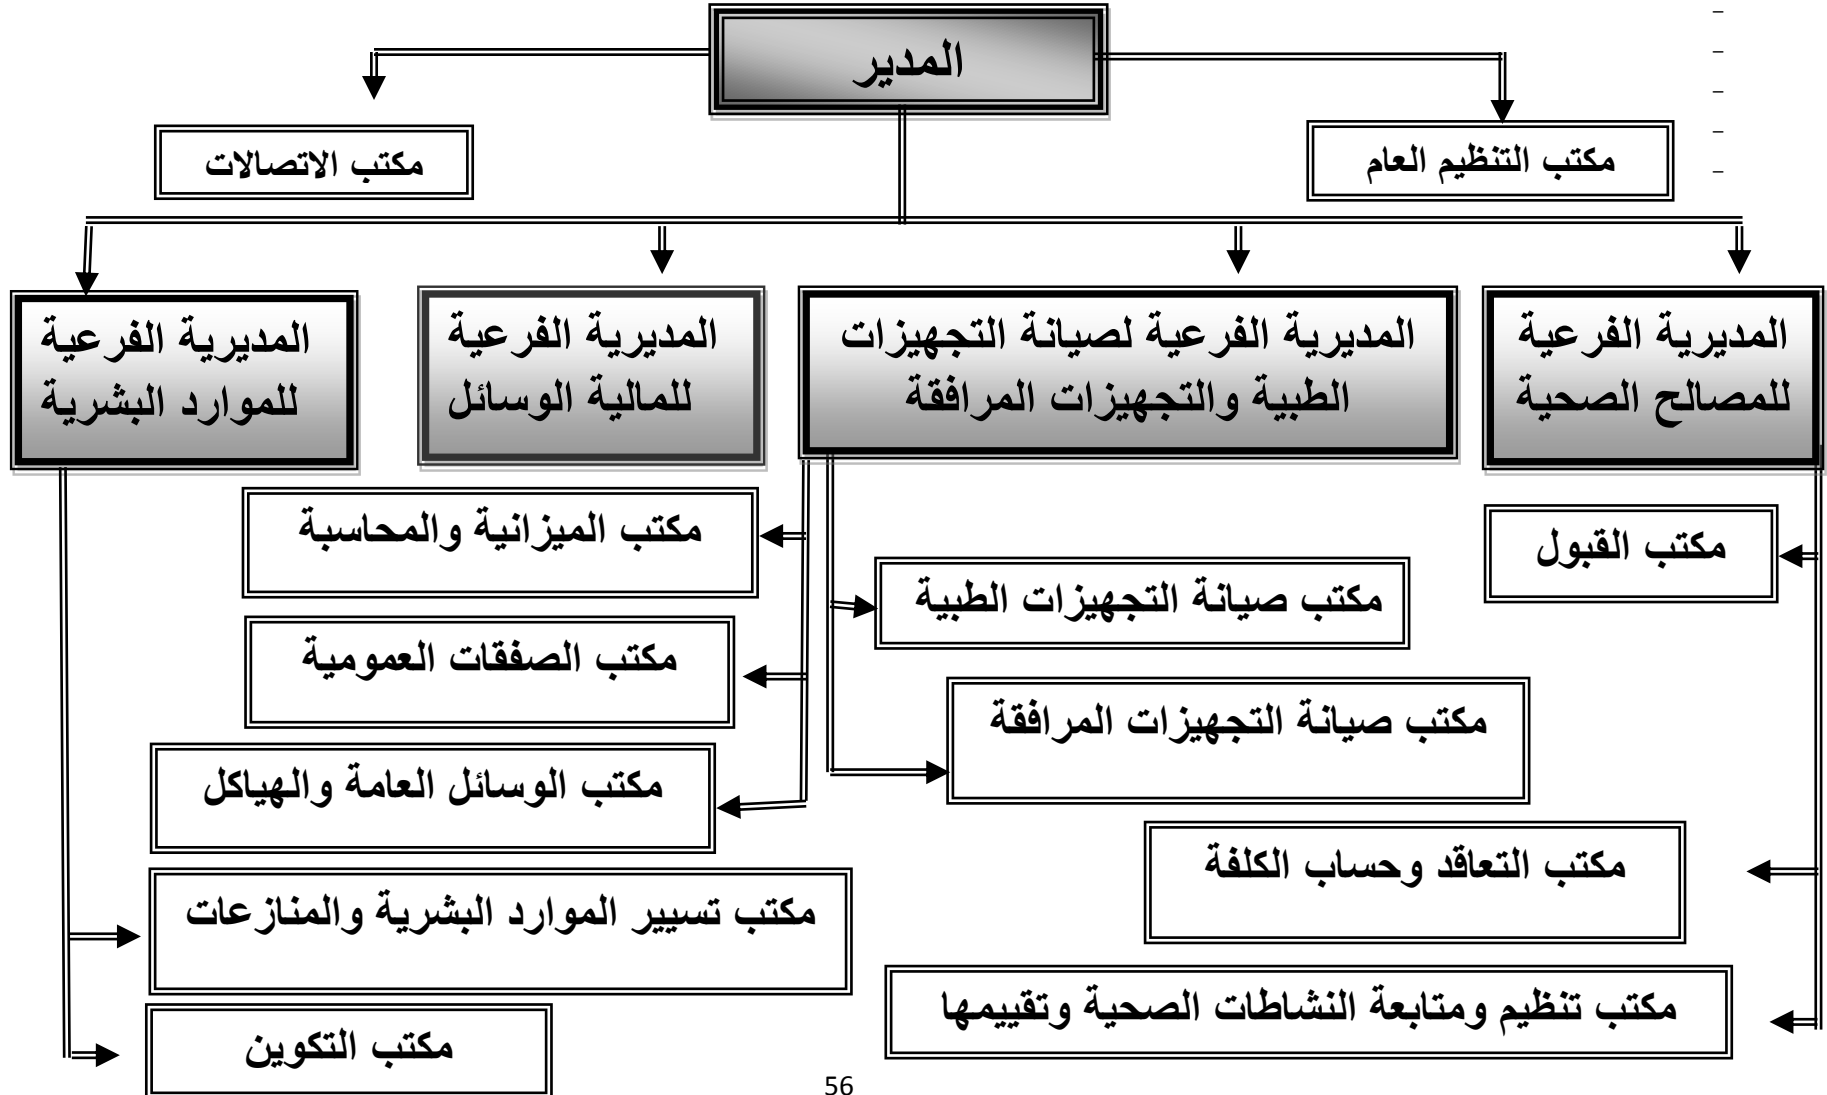 المدير
مكتب التنظيم العام
مكتب الاتصالات
المديرية الفرعية
للمصالح الصحية
المديرية الفرعية لصيانة التجهيزات
الطبية والتجهيزات المرافقة
المديرية الفرعية
للمالية الوسائل
المديرية الفرعية
للموارد البشرية
مكتب القبول
مكتب الميزانية والمحاسبة
مكتب صيانة التجهيزات الطبية
مكتب الصفقات العمومية
مكتب صيانة التجهيزات المرافقة
مكتب الوسائل العامة والهياكل
مكتب التعاقد وحساب الكلفة
مكتب تسيير الموارد البشرية والمنازعات
مكتب تنظيم ومتابعة النشاطات الصحية وتقييمها
مكتب التكوين
56